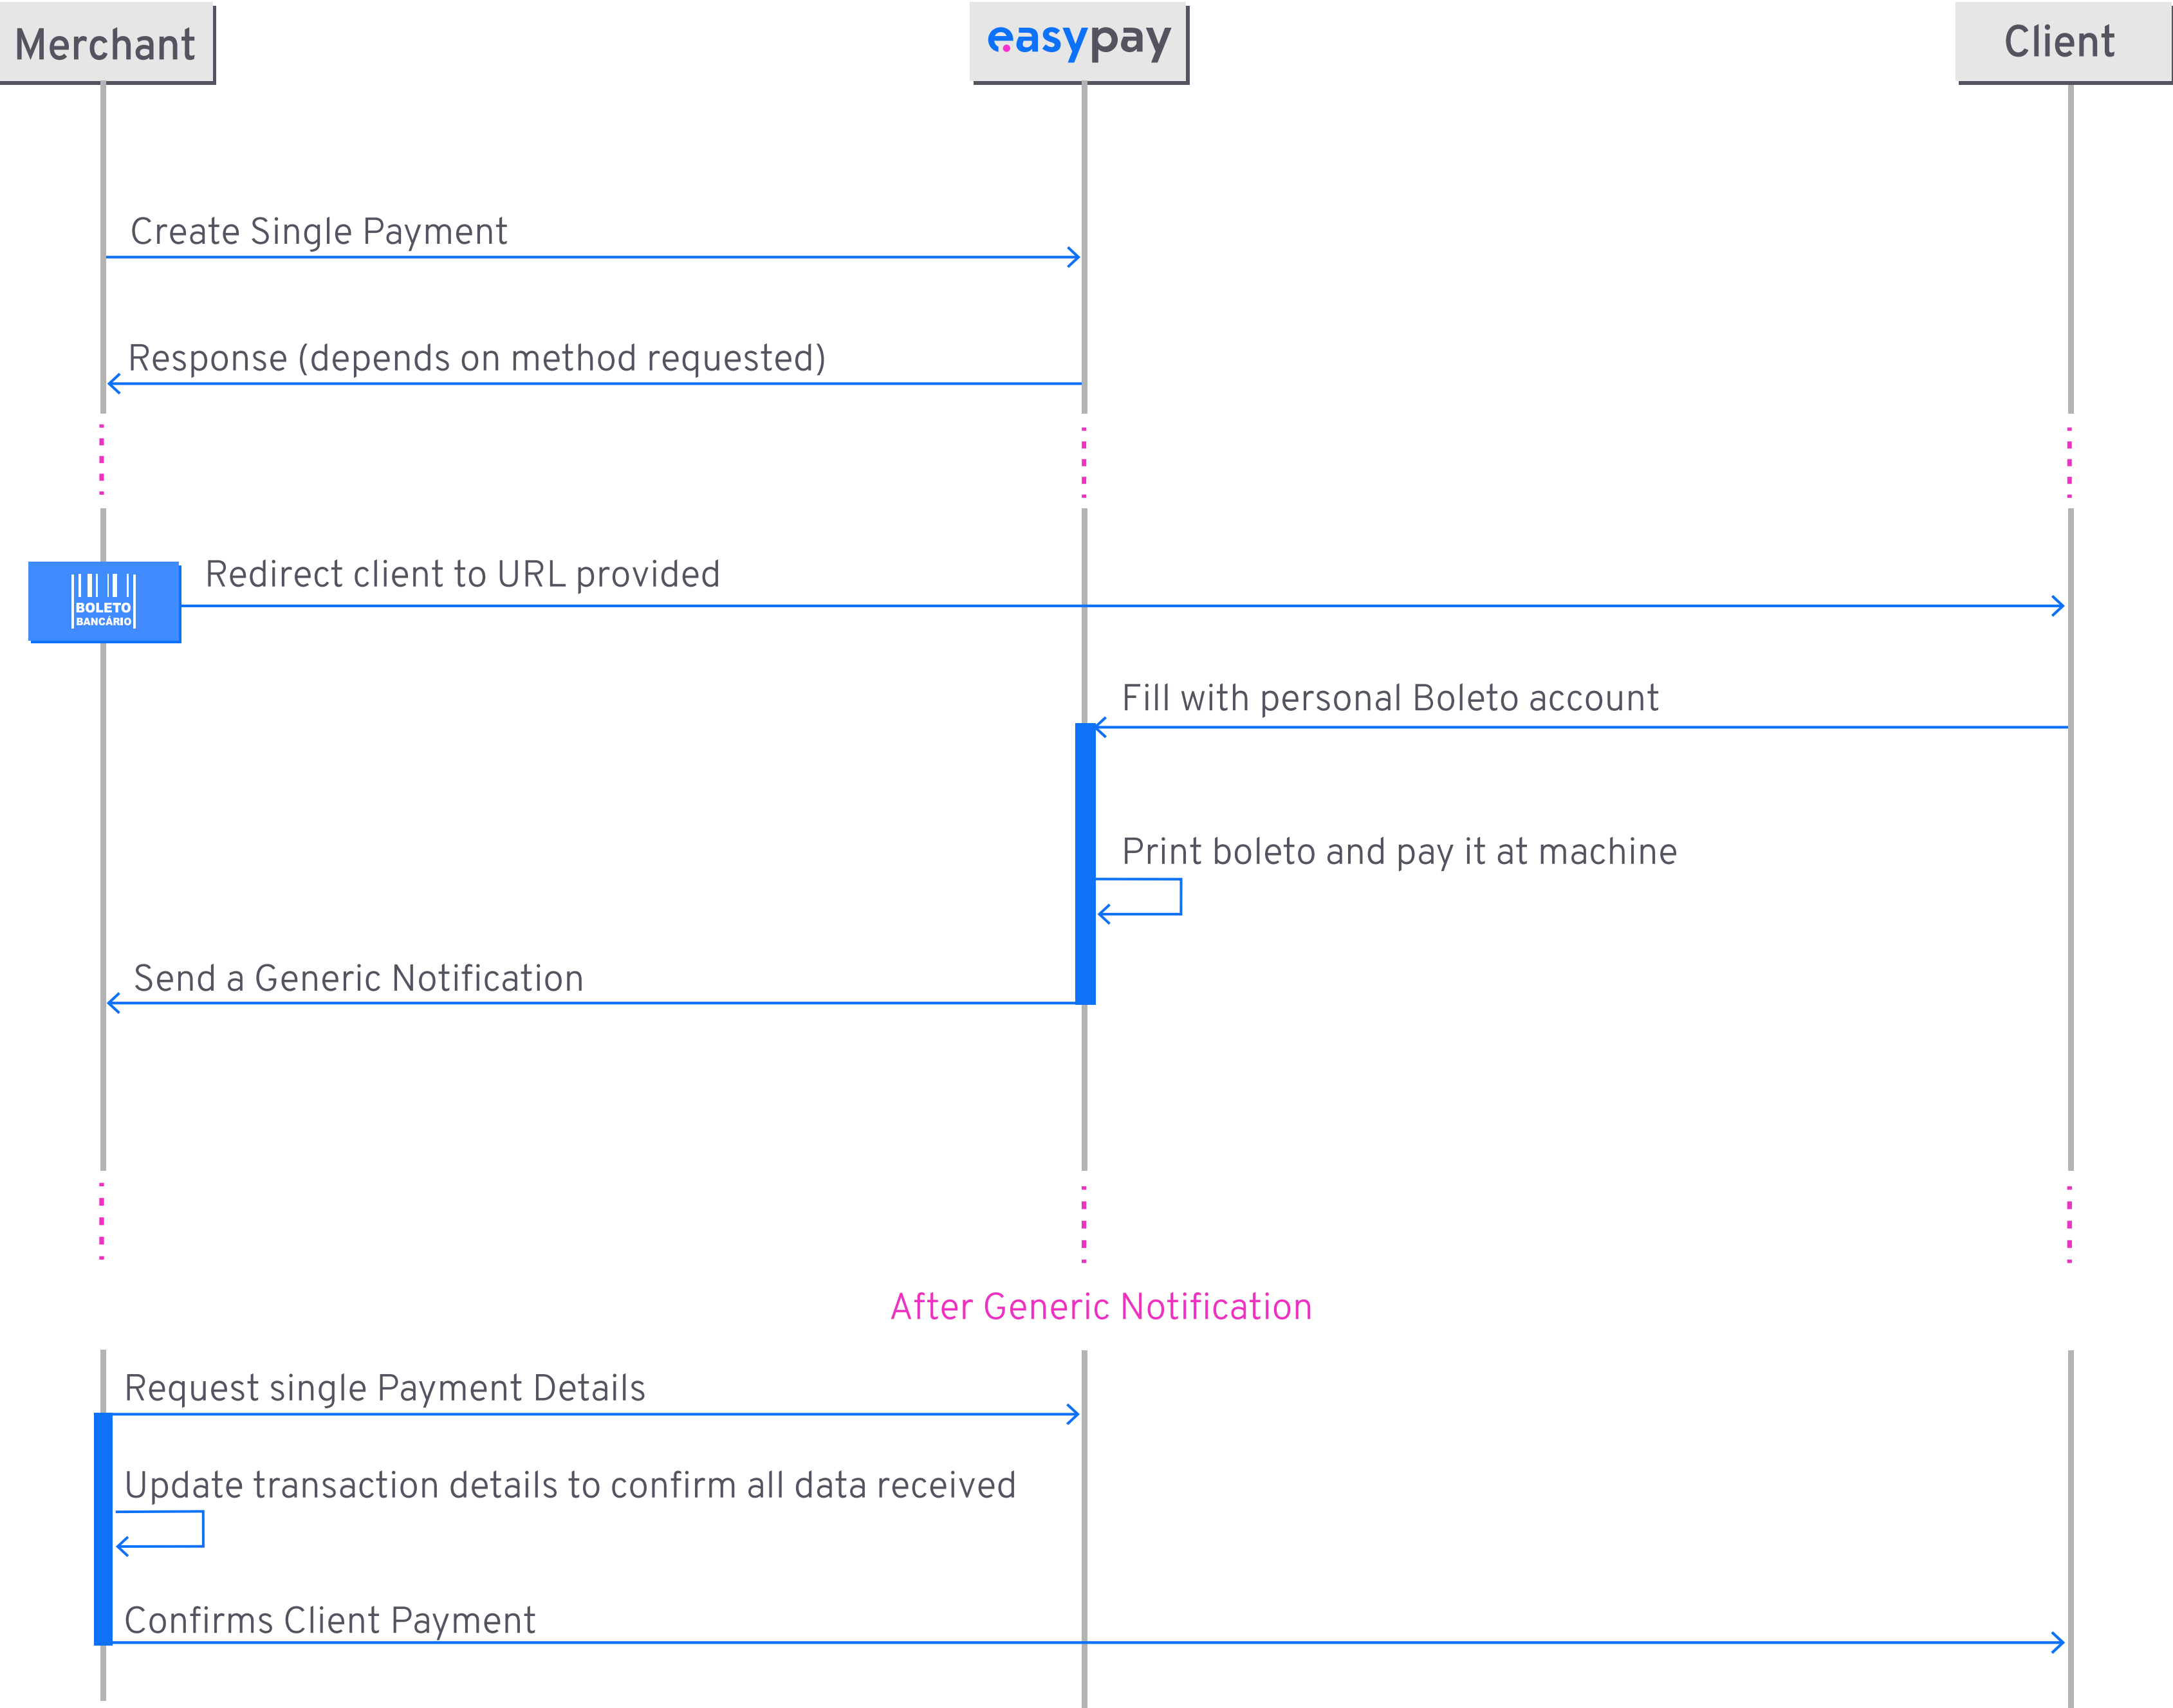 Merchant
easypay
Client
Create Single Payment
Response (depends on method requested)
Redirect client to URL provided
BOLETO
BANCÁRIO
Fill with personal Boleto account
Print boleto and pay it at machine
Send a Generic Notification
After Generic Notification
Request single Payment Details
Update transaction details to confirm all data received
Confirms Client Payment